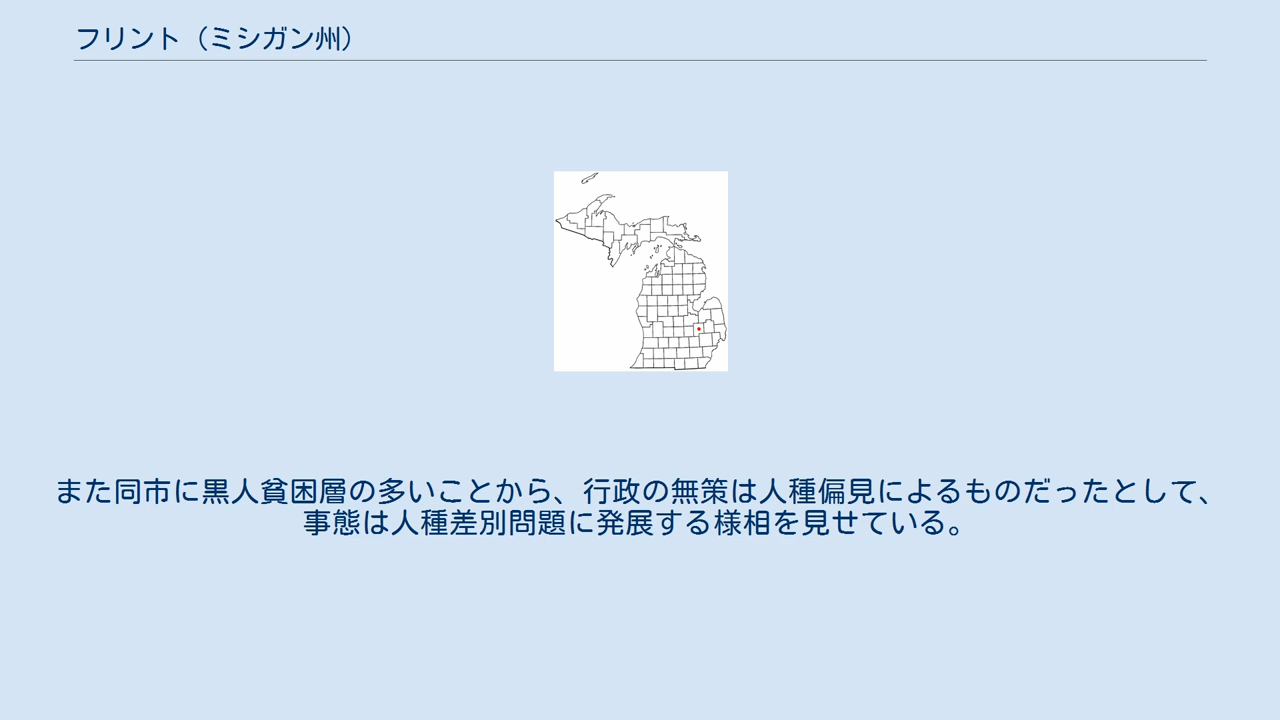 フリント（ミシガン州）
また同市に黒人貧困層の多いことから、行政の無策は人種偏見によるものだったとして、
事態は人種差別問題に発展する様相を見せている。